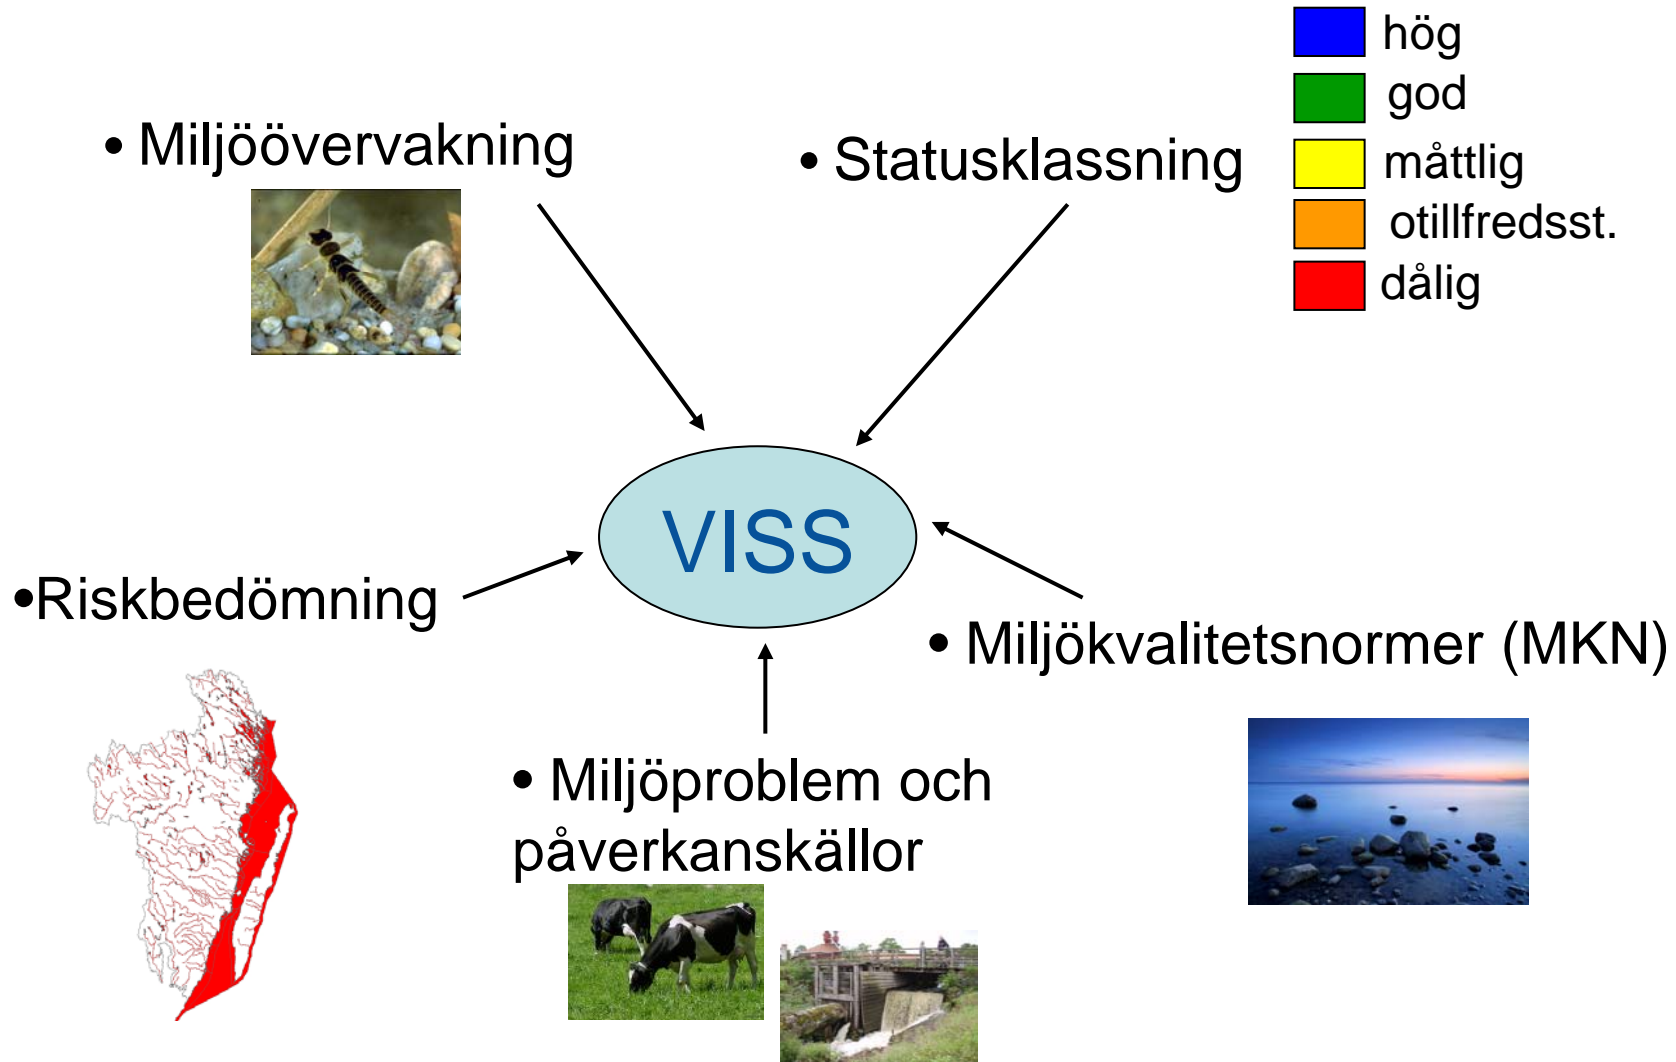 • Miljöövervakning
• Statusklassning
hög
god
måttlig
otillfredsst.
dålig
VISS
•Riskbedömning
• Miljökvalitetsnormer (MKN)
• Miljöproblem och
påverkanskällor